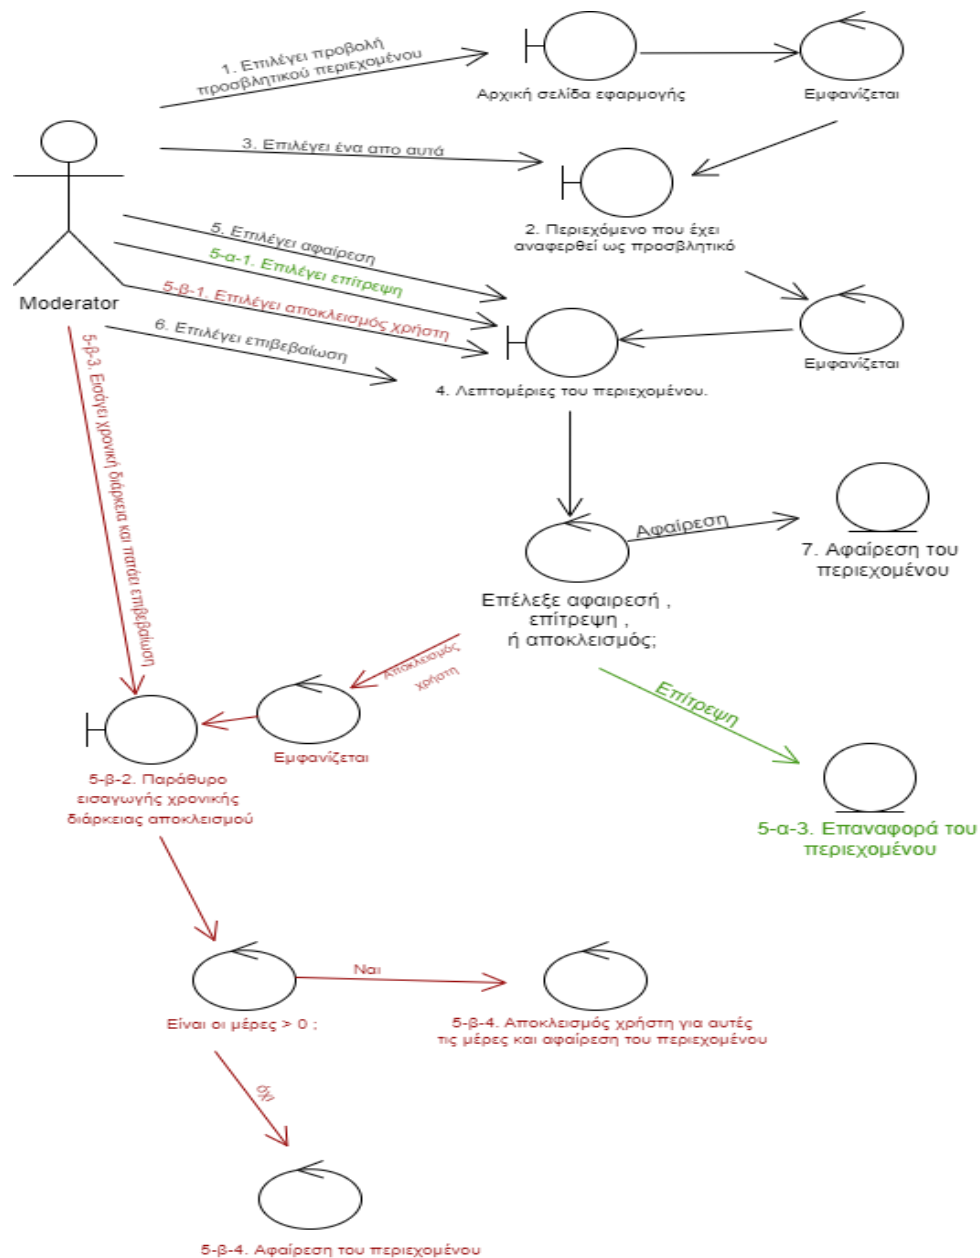 1. Επιλέγει προβολή
προσβλητικού περιεχομένου
Αρχική σελίδα εφαρμογής
Εμφανίζεται
3. Επιλέγει ένα απο αυτά
2. Περιεχόμενο που έχει
αναφερθεί ως προσβλητικό
5. Επιλέγει αφαίρεση
5-α-1. Επιλέγει επίτρεψη
5-β-1. Επιλέγει αποκλεισμός χρήστη
6. Επιλέγει επιβεβαίωση
Moderator
Εμφανίζεται
4. Λεπτομέριες του περιεχομένου.
5-β-3. Εισάγει χρονική διάρκεια και πατάει επιβεβαίωση
Αφαίρεση
7. Αφαίρεση του
περιεχομένου
Επέλεξε αφαιρεσή ,
επίτρεψη ,
ή αποκλεισμός;
Αποκλεισμός
χρήστη
Επίτρεψη
Εμφανίζεται
5-β-2. Παράθυρο
εισαγωγής χρονικής
διάρκειας αποκλεισμού
5-α-3. Επαναφορά του
περιεχομένου
Ναι
Είναι οι μέρες > 0 ;
5-β-4. Αποκλεισμός χρήστη για αυτές
τις μέρες και αφαίρεση του περιεχομένου
όχι
5-β-4. Αφαίρεση του περιεχομένου